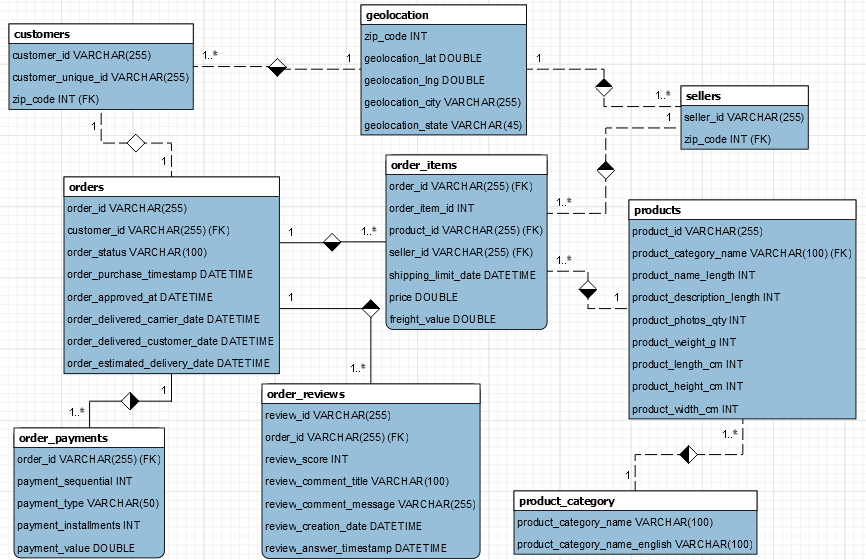 customers
customer_id VARCHAR(255)
customer_unique_id VARCHAR(255)
zip_code INT (FK)
1..*
1
geolocation
zip_code INT
geolocation_lat DOUBLE
geolocation_lng DOUBLE
geolocation_city VARCHAR(255)
geolocation_state VARCHAR(45)
1
1..*
sellers
seller_id VARCHAR(255)
zip_code INT (FK)
1
1..*
1
1
orders
order_id VARCHAR(255)
customer_id VARCHAR(255) (FK)
order_status VARCHAR(100)
order_purchase_timestamp DATETIME
order_approved_at DATETIME
order_delivered_carrier_date DATETIME
order_delivered_customer_date DATETIME
order_estimated_delivery_date DATETIME
1
1..*
order_items
order_id VARCHAR(255) (FK)
order_item_id INT
product_id VARCHAR(255) (FK)
seller_id VARCHAR(255) (FK)
shipping_limit_date DATETIME
price DOUBLE
freight_value DOUBLE
1..*
1
products
product_id VARCHAR(255)
product_category_name VARCHAR(100) (FK)
product_name_length INT
product_description_length INT
product_photos_qty INT
product_weight_g INT
product_length_cm INT
product_height_cm INT
product_width_cm INT
1
1..*
1
1..*
order_payments
order_id VARCHAR(255) (FK)
payment_sequential INT
payment_type VARCHAR(50)
payment_installments INT
payment_value DOUBLE
order_reviews
review_id VARCHAR(255)
order_id VARCHAR(255) (FK)
review_score INT
review_comment_title VARCHAR(100)
review_comment_message VARCHAR(255)
review_creation_date DATETIME
review_answer_timestamp DATETIME
1..*
1
product_category
product_category_name VARCHAR(100)
product_category_name_english VARCHAR(100)